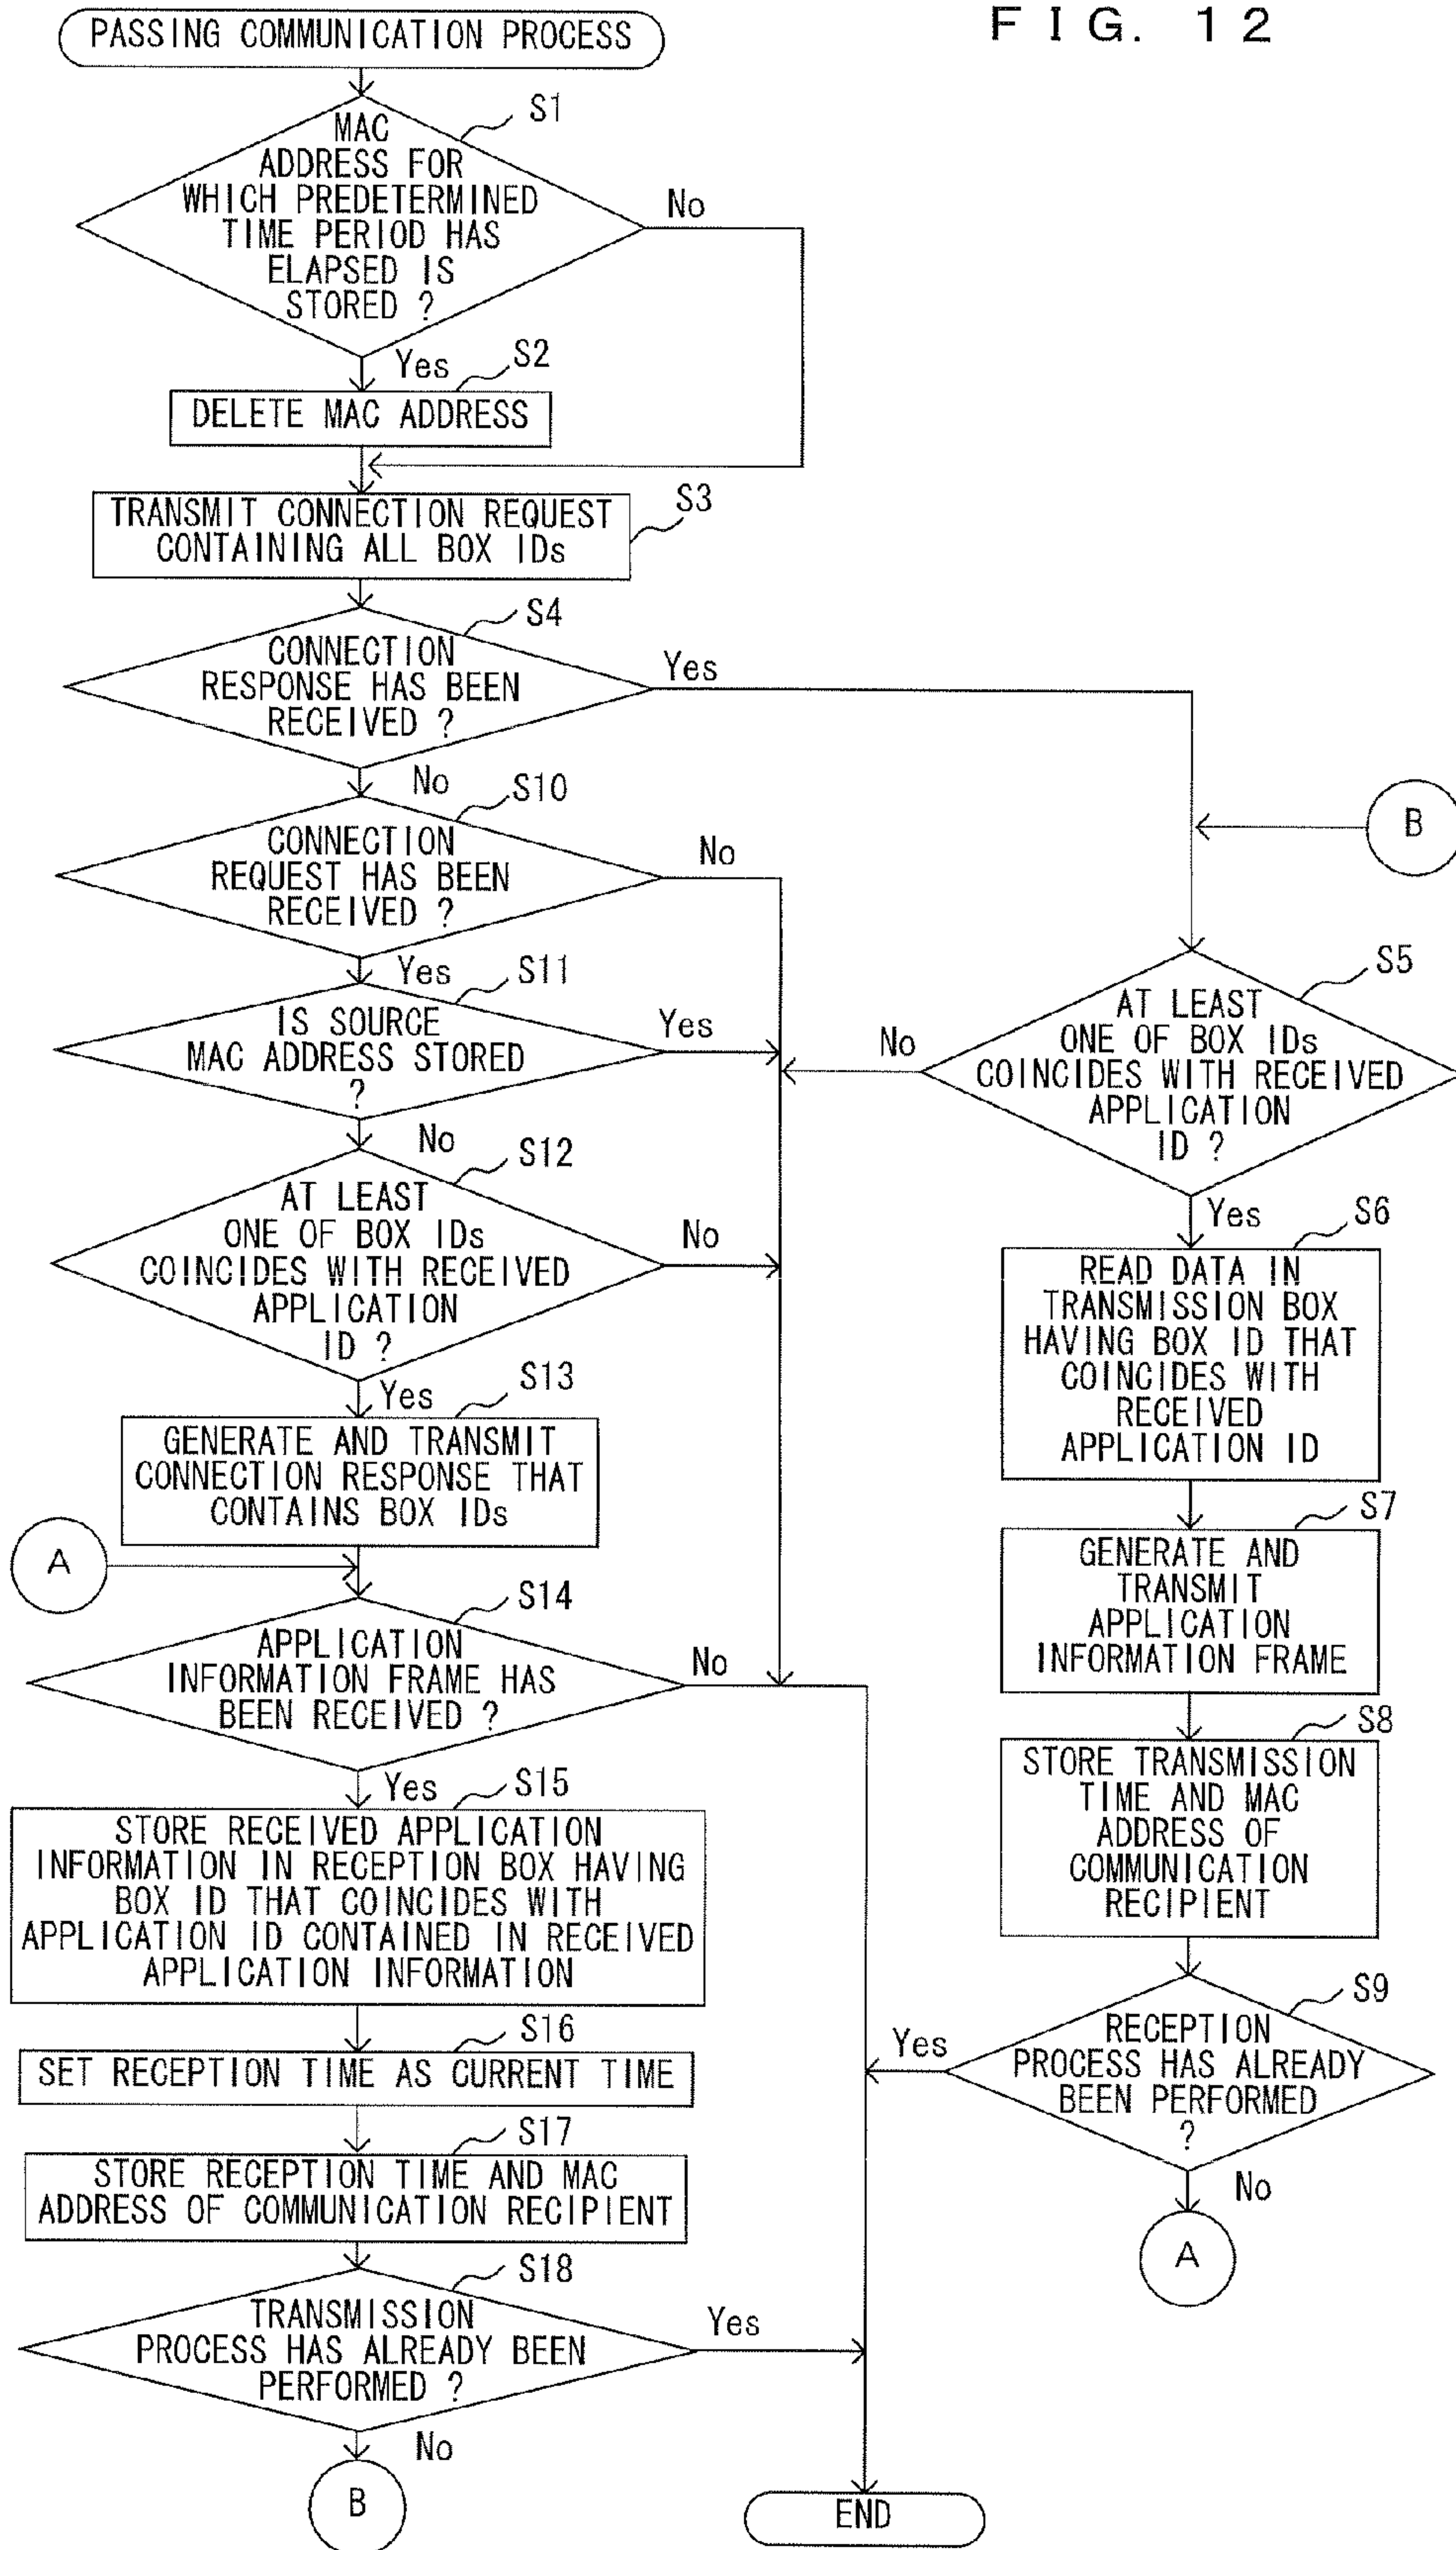 FIG. 12
PASSING COMMUNICATION PROCESS
S1
MAC
ADDRESS FOR
WHICH PREDETERMINED
TIME PERIOD HAS
ELAPSED IS
STORED ?
No
Yes
S2
DELETE MAC ADDRESS
S3
TRANSMIT CONNECTION REQUEST
CONTAINING ALL BOX IDs
S4
CONNECTION
RESPONSE HAS BEEN
RECEIVED ?
Yes
No
S10
CONNECTION
REQUEST HAS BEEN
RECEIVED ?
No
Yes
S11
IS SOURCE
MAC ADDRESS STORED
?
Yes
No
S12
AT LEAST
ONE OF BOX IDs
COINCIDES WITH RECEIVED
APPLICATION
ID ?
No
Yes
S13
GENERATE AND TRANSMIT
CONNECTION RESPONSE THAT
CONTAINS BOX IDs
A
S14
APPLICATION
INFORMATION FRAME HAS
BEEN RECEIVED ?
No
Yes
S15
STORE RECEIVED APPLICATION
INFORMATION IN RECEPTION BOX HAVING
BOX ID THAT COINCIDES WITH
APPLICATION ID CONTAINED IN RECEIVED
APPLICATION INFORMATION
S16
SET RECEPTION TIME AS CURRENT TIME
S17
STORE RECEPTION TIME AND MAC
ADDRESS OF COMMUNICATION RECIPIENT
S18
TRANSMISSION
PROCESS HAS ALREADY BEEN
PERFORMED ?
Yes
No
B
B
S5
AT LEAST
ONE OF BOX IDs
COINCIDES WITH RECEIVED
APPLICATION
ID ?
No
Yes
S6
READ DATA IN
TRANSMISSION BOX
HAVING BOX ID THAT
COINCIDES WITH
RECEIVED
APPLICATION ID
S7
GENERATE AND
TRANSMIT
APPLICATION
INFORMATION FRAME
S8
STORE TRANSMISSION
TIME AND MAC
ADDRESS OF
COMMUNICATION
RECIPIENT
S9
RECEPTION
PROCESS HAS ALREADY
BEEN PERFORMED
?
Yes
No
A
END